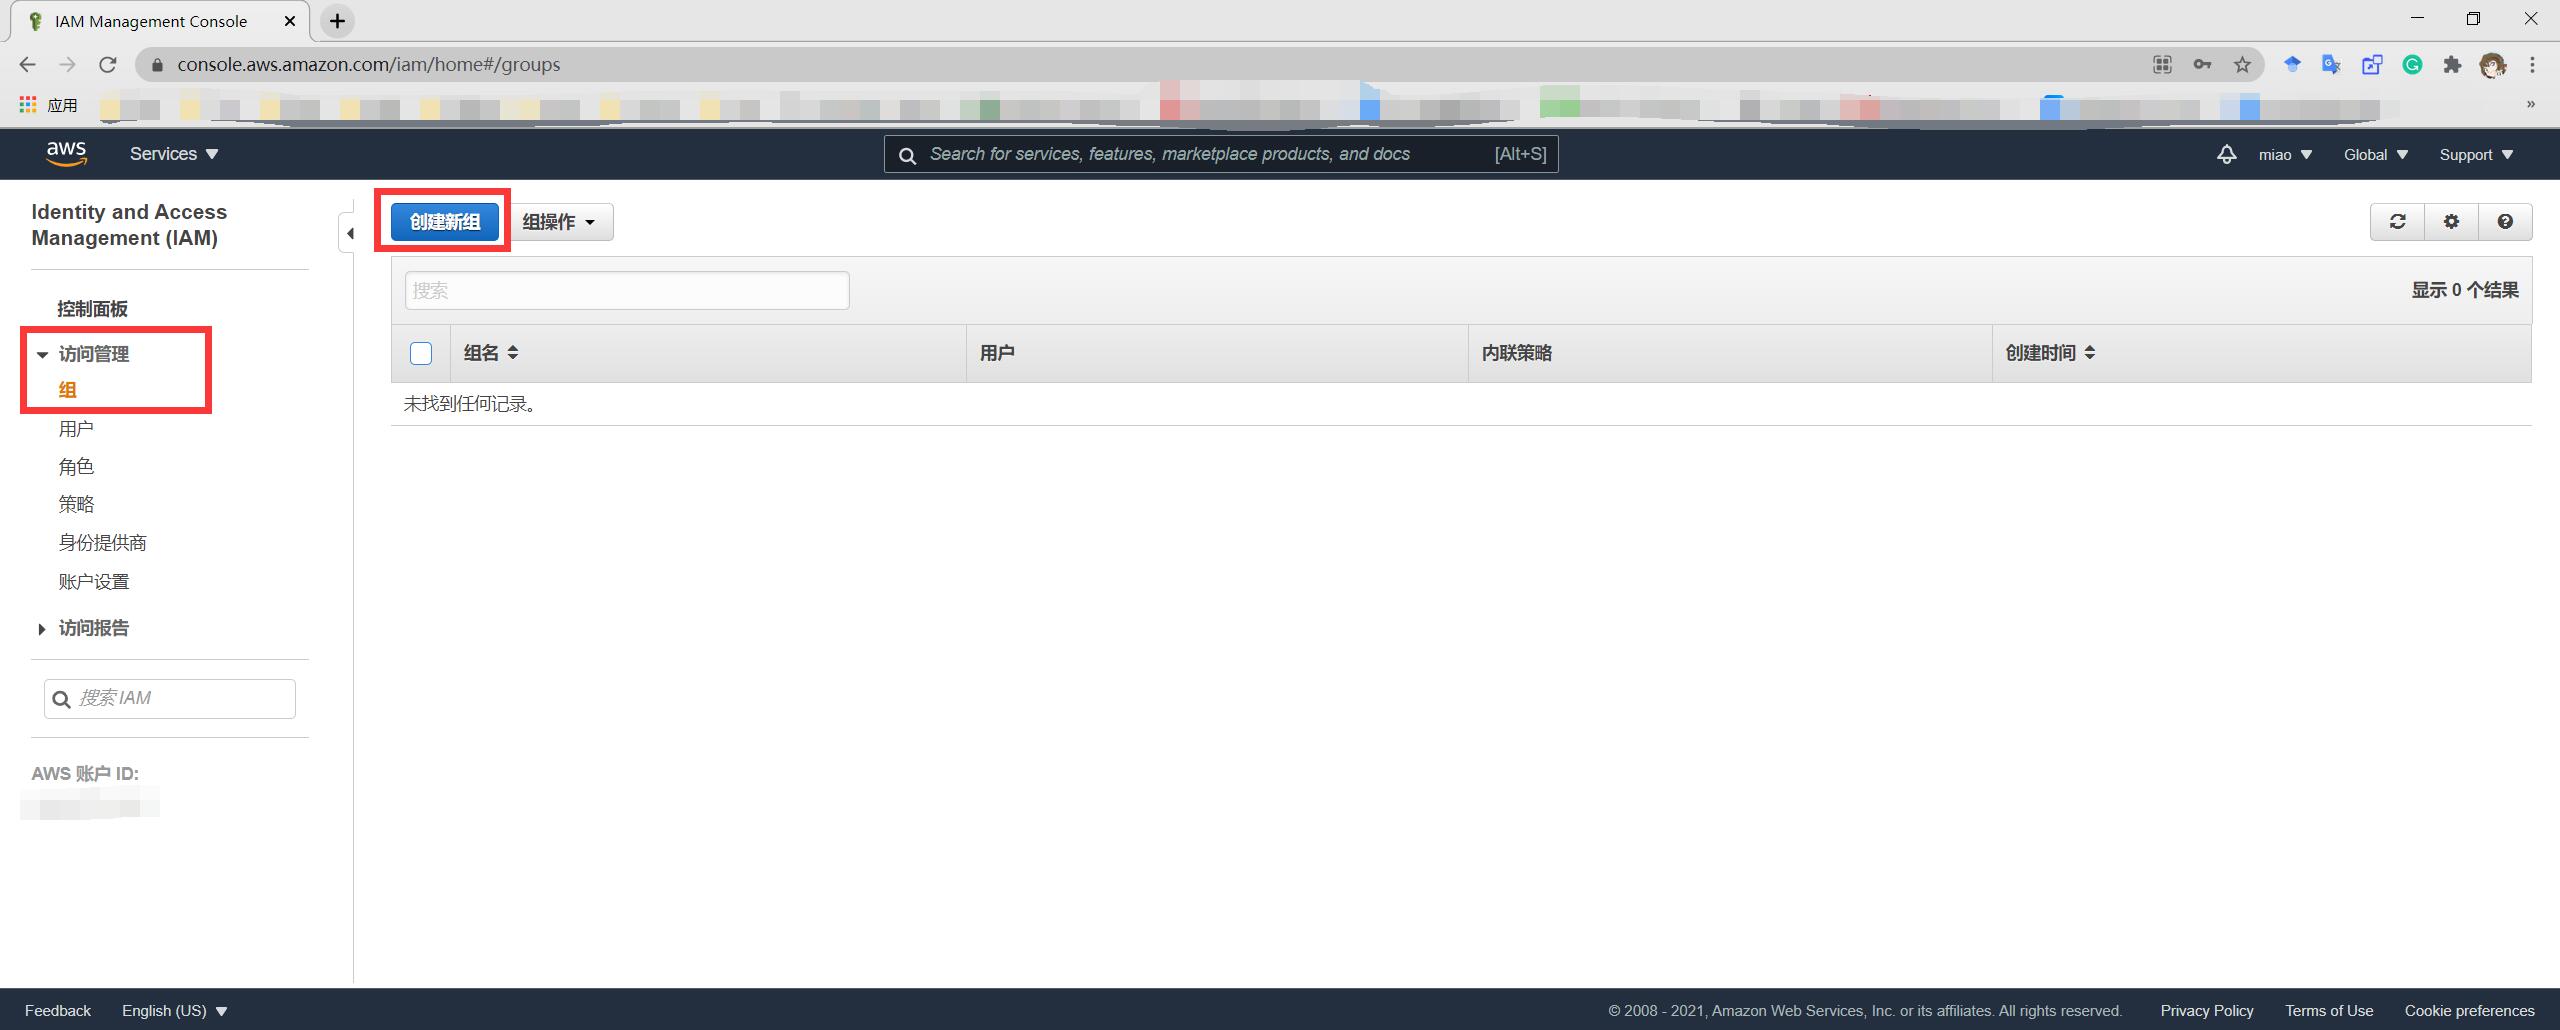 IAM Management Console
console.aws.amazon.com/iam/home#/groups
应用
aws
Services
Search for services, features, marketplace products, and docs
[Alt+S]
miao
Global
Support
Identity and Access
Management (IAM)
控制面板
访问管理
组
用户
角色
策略
身份提供商
账户设置
访问报告
搜索 IAM
AWS 账户 ID:
创建新组
组操作
搜索
显示 0 个结果
组名
用户
内联策略
创建时间
未找到任何记录。
Feedback
English (US)
© 2008 - 2021, Amazon Web Services, Inc. or its affiliates. All rights reserved.
Privacy Policy
Terms of Use
Cookie preferences